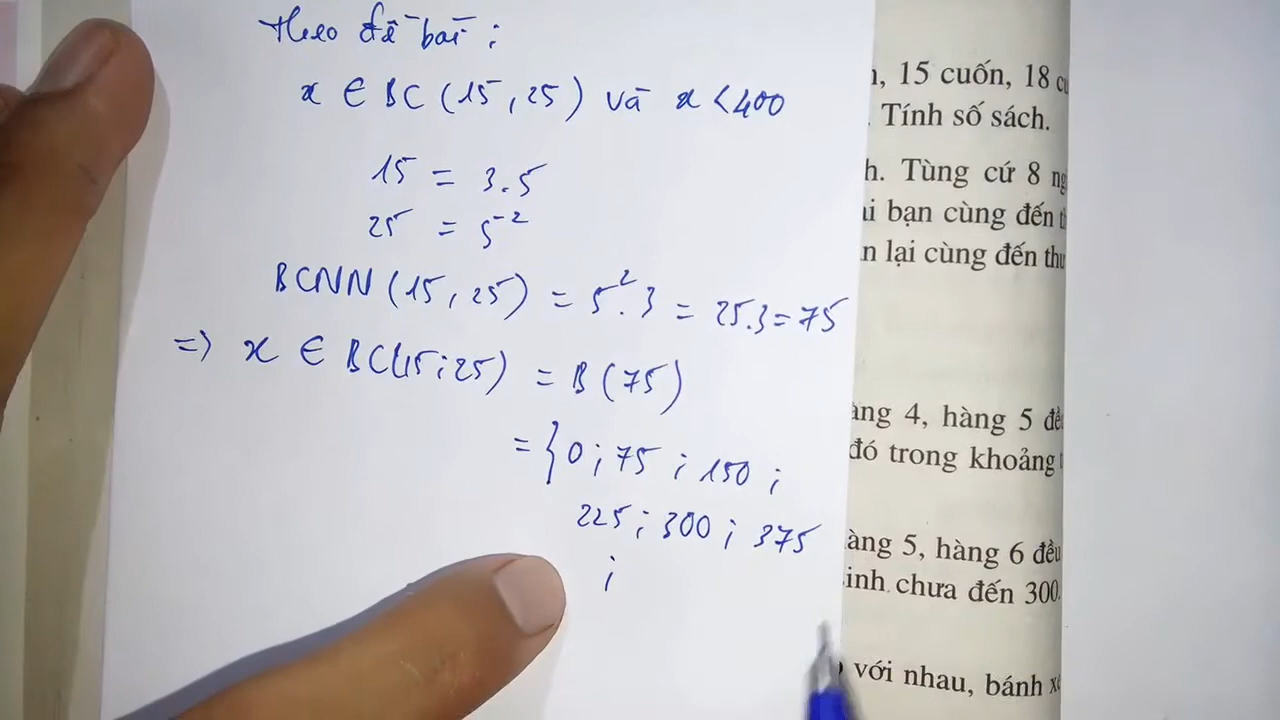 theo đề bài :
x ∈ BC (15 , 25) và x < 400
15 = 3.5
25 = 5²
BCNN (15 , 25) = 5².3 = 25.3 = 75
=> x ∈ BC(15 ; 25) = B (75)
= { 0 ; 75 ; 150 ;
225 ; 300 ; 375
;
, 15 cuốn, 18
. Tính số sách.
h. Tùng cứ 8
bạn cùng đến
n lại cùng đến
àng 4, hàng 5
đó trong khoảng
àng 5, hàng 6 đều
inh chưa đến 300.
với nhau, bánh